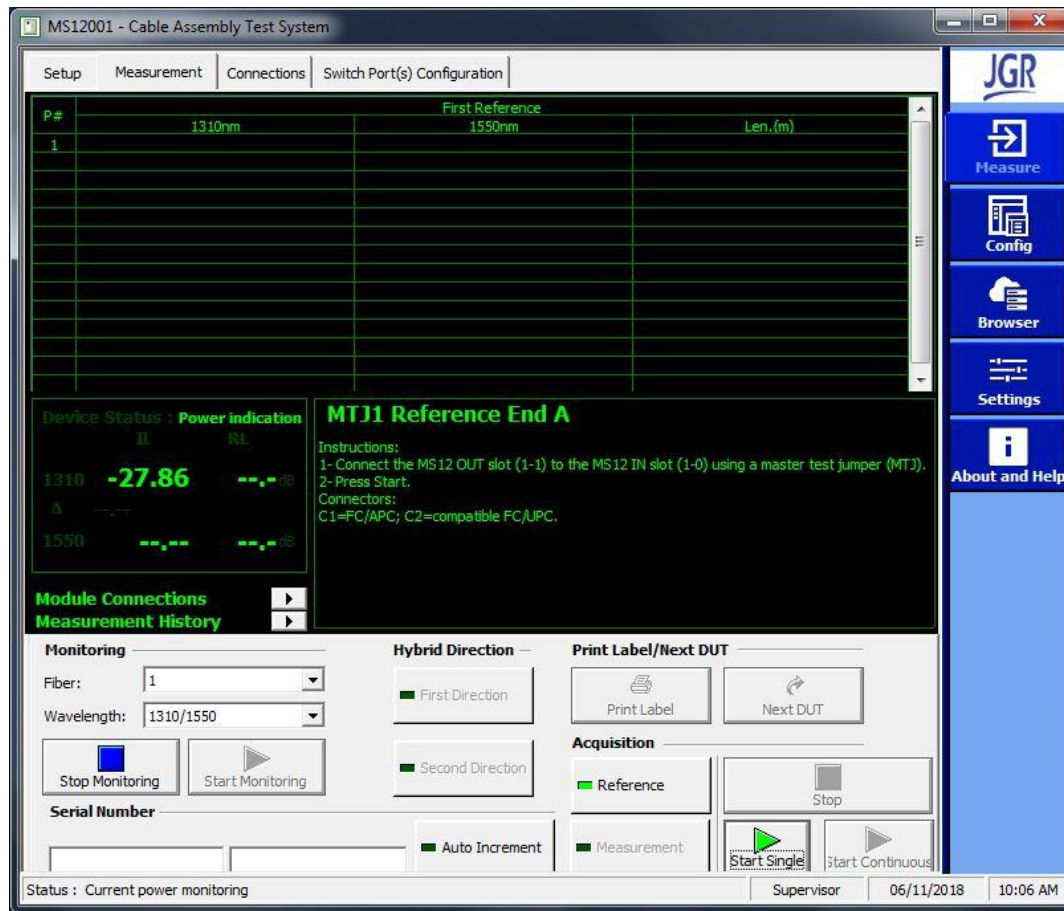 MS12001 - Cable Assembly Test System
Setup Measurement Connections Switch Port(s) Configuration
JGR
P# First Reference
1310nm 1550nm Len.(m)
1
Measure
Config
Browser
Settings
About and Help
Device Status : Power indication
IL RL
1310 -27.86 --.- dB
Δ --.--
1550 --.-- --.- dB
MTJ1 Reference End A
Instructions:
1- Connect the MS12 OUT slot (1-1) to the MS12 IN slot (1-0) using a master test jumper (MTJ).
2- Press Start.
Connectors:
C1=FC/APC; C2=compatible FC/UPC.
Module Connections
Measurement History
Monitoring
Fiber: 1
Wavelength: 1310/1550
Stop Monitoring Start Monitoring
Hybrid Direction
First Direction
Second Direction
Print Label/Next DUT
Print Label Next DUT
Acquisition
Reference Stop
Serial Number
Auto Increment Measurement Start Single Start Continuous
Status : Current power monitoring Supervisor 06/11/2018 10:06 AM